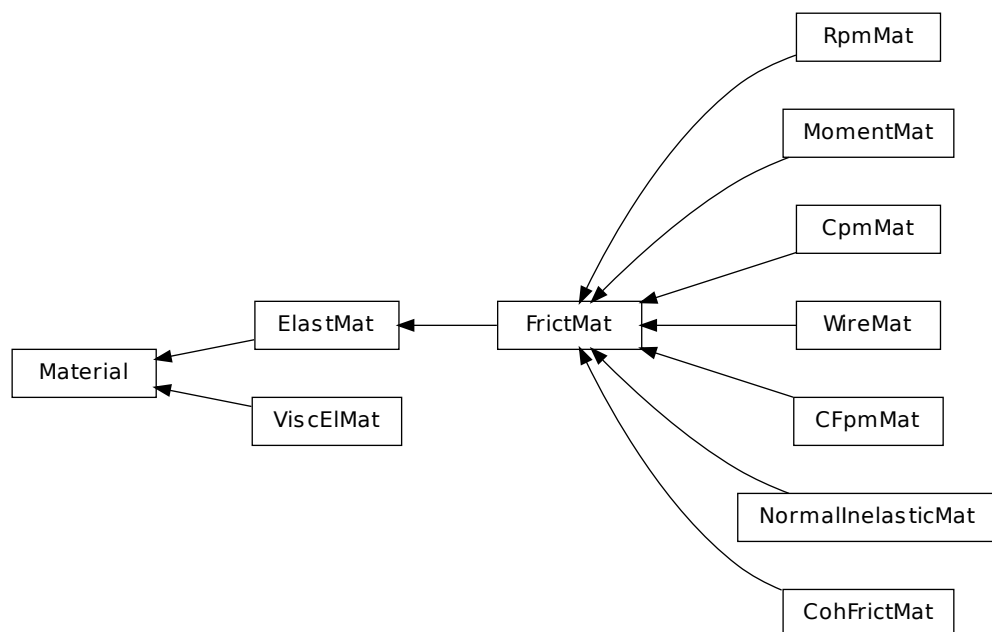 RpmMat
MomentMat
CpmMat
WireMat
ElastMat
FrictMat
Material
ViscElMat
CFpmMat
NormalInelasticMat
CohFrictMat